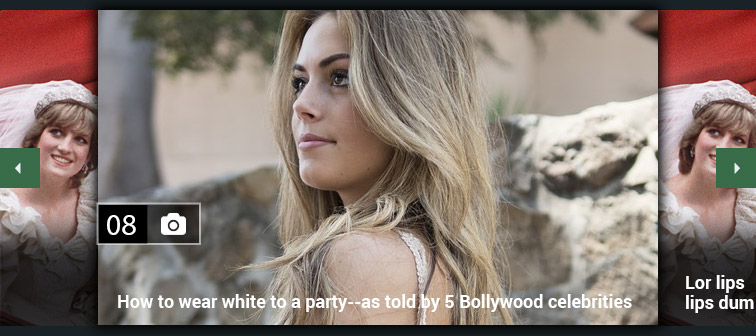 08
How to wear white to a party--as told by 5 Bollywood celebrities
Lor lips
lips dum